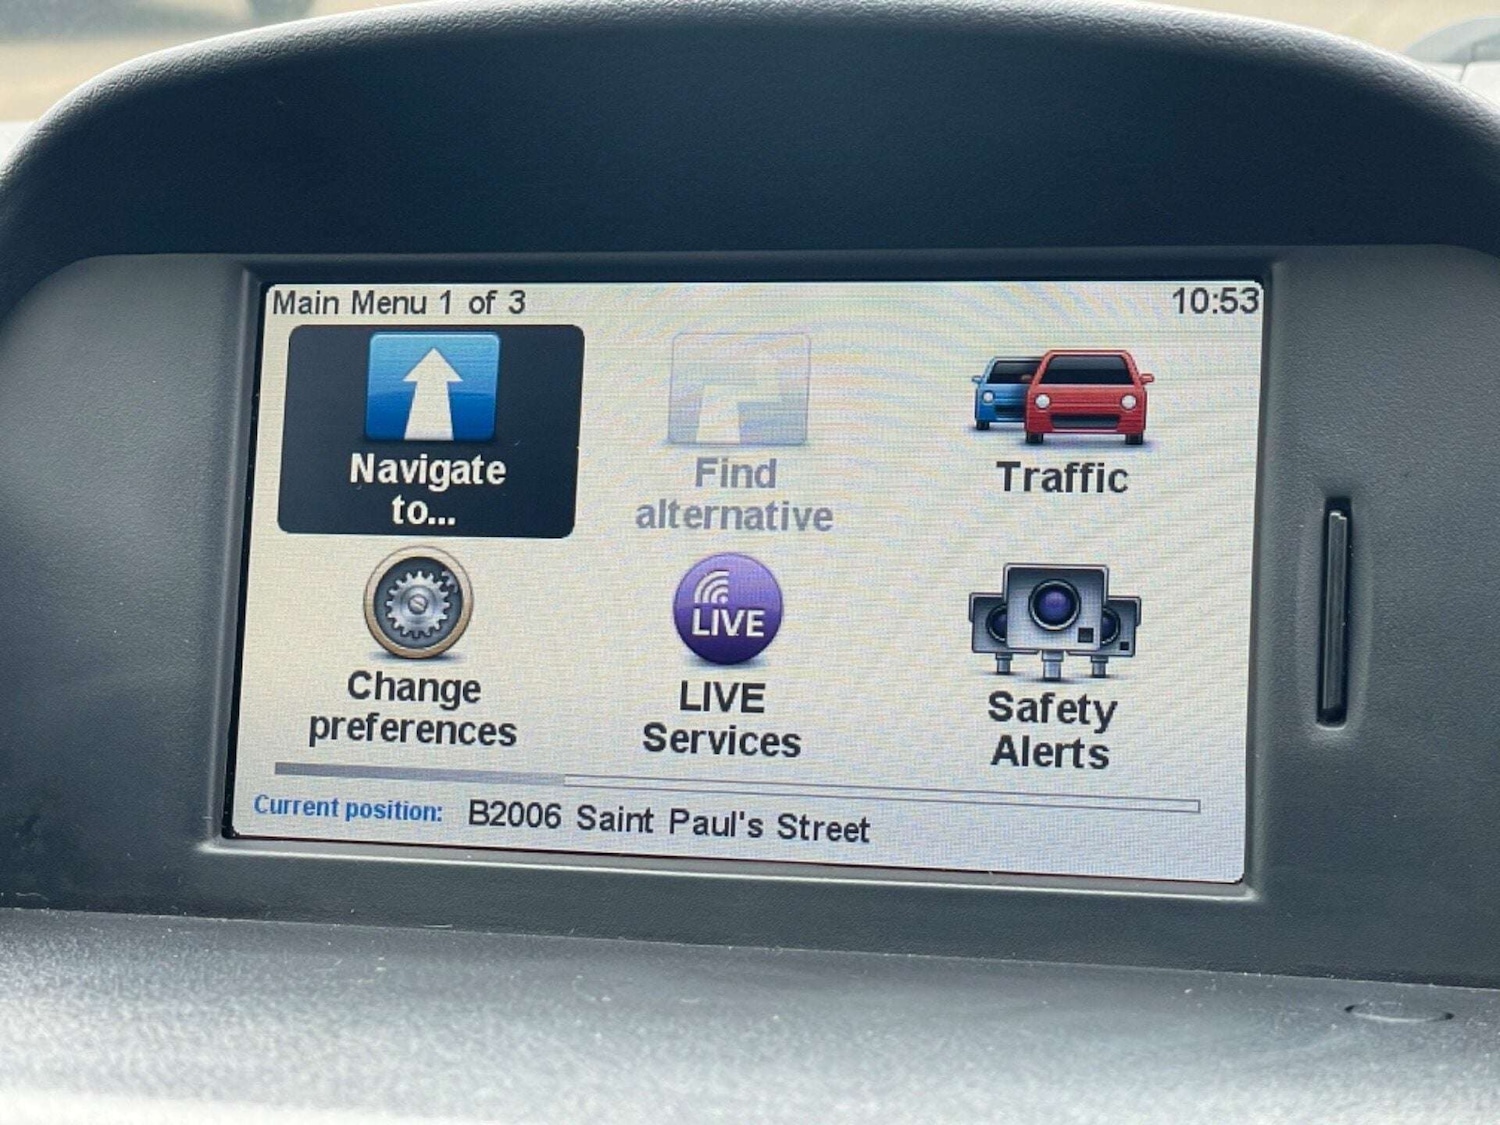 Main Menu 1 of 3
10:53
Navigate
to...
Find
alternative
Traffic
Change
preferences
LIVE
LIVE
Services
Safety
Alerts
Current position: B2006 Saint Paul's Street